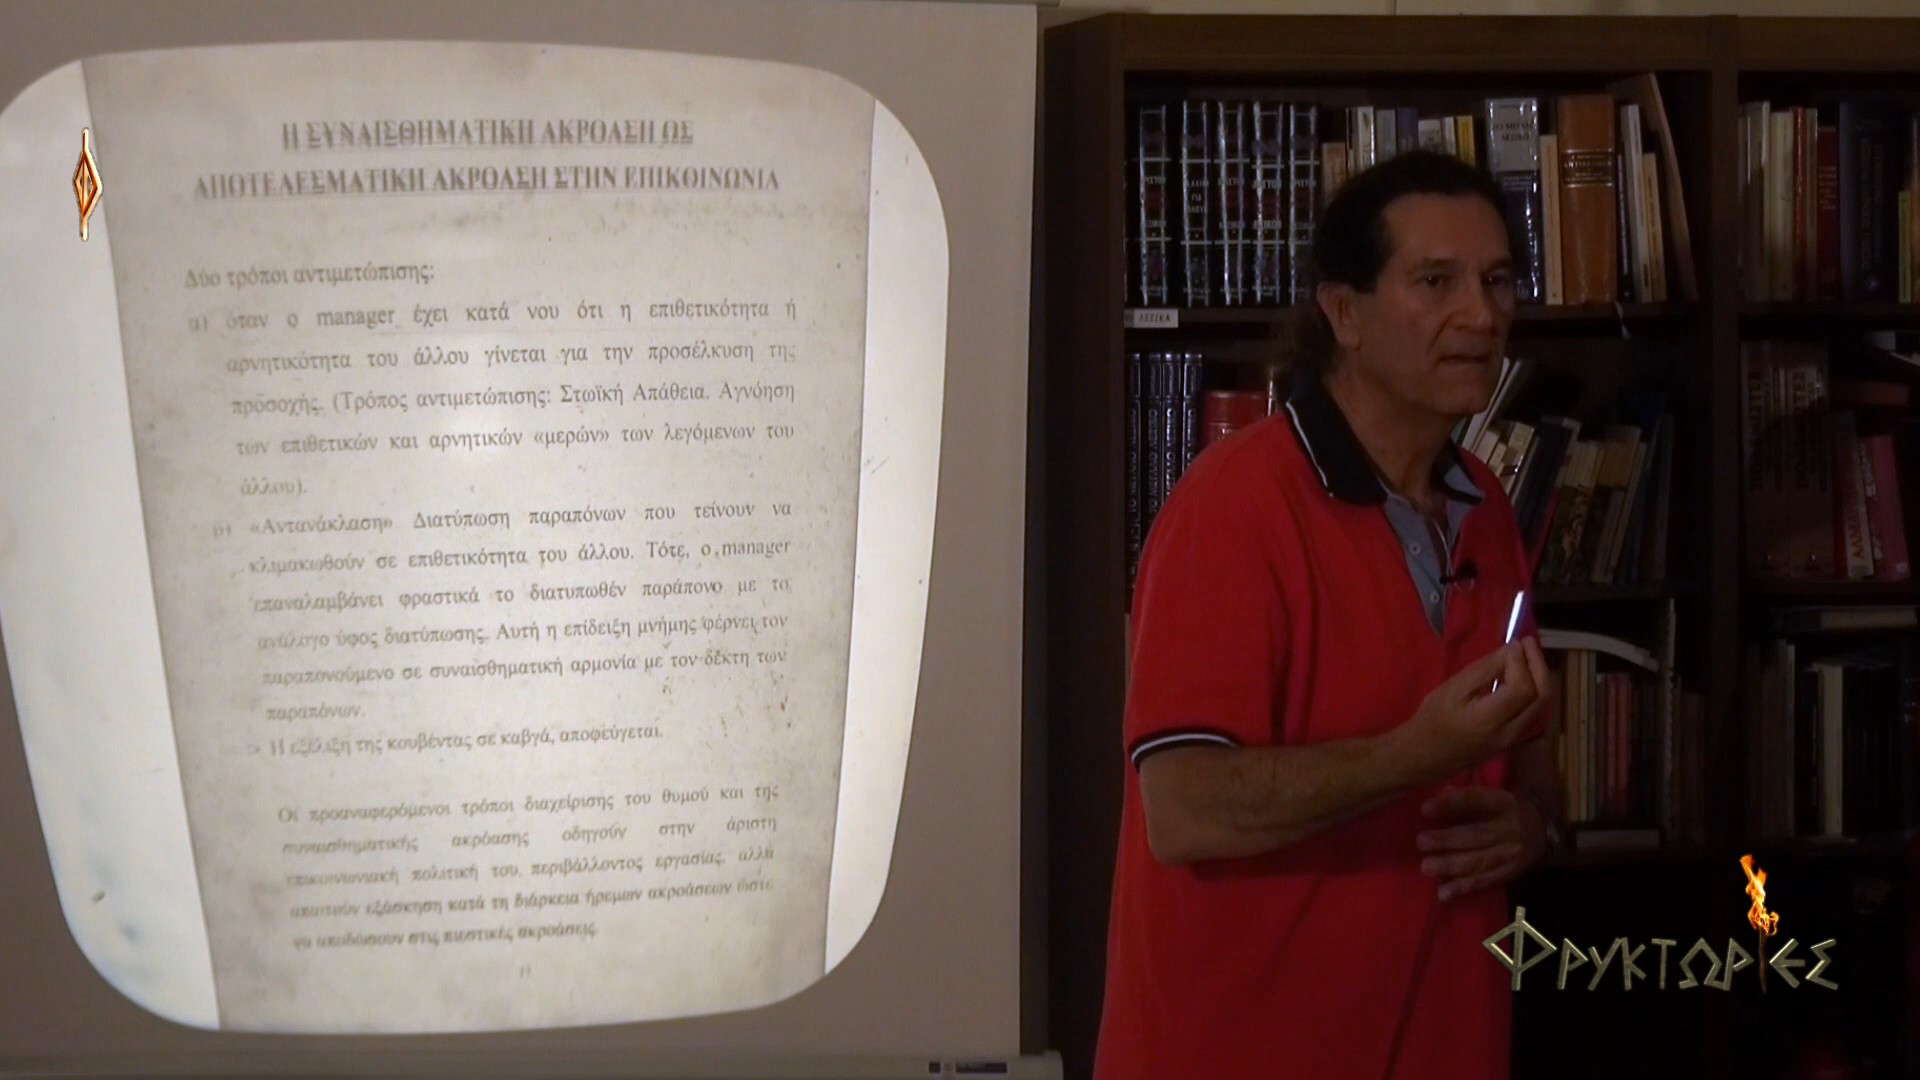 Η ΣΥΝΑΙΣΘΗΜΑΤΙΚΗ ΑΚΡΟΑΣΗ ΩΣ
ΑΠΟΤΕΛΕΣΜΑΤΙΚΗ ΑΚΡΟΑΣΗ ΣΤΗΝ ΕΠΙΚΟΙΝΩΝΙΑ
Δύο τρόποι αντιμετώπισης:
α) όταν ο manager έχει κατά νου ότι η επιθετικότητα ή
αρνητικότητα του άλλου γίνεται για την προσέλκυση της
προσοχής. (Τρόπος αντιμετώπισης: Στωϊκή Απάθεια. Αγνόηση
των επιθετικών και αρνητικών «μερών» των λεγόμενων του
άλλου).
β) «Αντανάκλαση» Διατύπωση παραπόνων που τείνουν να
κλιμακωθούν σε επιθετικότητα του άλλου. Τότε, ο manager
επαναλαμβάνει φραστικά το διατυπωθέν παράπονο με το
ανάλογο ύφος διατύπωσης. Αυτή η επίδειξη μνήμης φέρνει τον
παραπονούμενο σε συναισθηματική αρμονία με τον δέκτη των
παραπόνων.
> Η εξέλιξη της κουβέντας σε καβγά, αποφεύγεται.
Οι προαναφερόμενοι τρόποι διαχείρισης του θυμού και της
συναισθηματικής ακρόασης οδηγούν στην άριστη
επικοινωνιακή πολιτική του περιβάλλοντος εργασίας, αλλά
απαιτούν εξάσκηση κατά τη διάρκεια ήρεμων ακροάσεων ώστε
να αποδώσουν στις πιεστικές ακροάσεις.
ΛΕΞΙΚΑ
ΦΡΥΚΤΩΡΙΕΣ